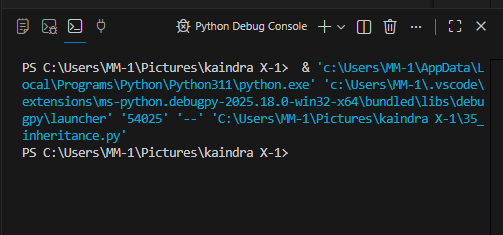 Python Debug Console
PS C:\Users\MM-1\Pictures\kaindra X-1>  & 'c:\Users\MM-1\AppData\L
ocal\Programs\Python\Python311\python.exe' 'c:\Users\MM-1\.vscode\
extensions\ms-python.debugpy-2025.18.0-win32-x64\bundled\libs\debu
gpy\launcher' '54025' '--' 'C:\Users\MM-1\Pictures\kaindra X-1\35_
inheritance.py'
PS C:\Users\MM-1\Pictures\kaindra X-1>